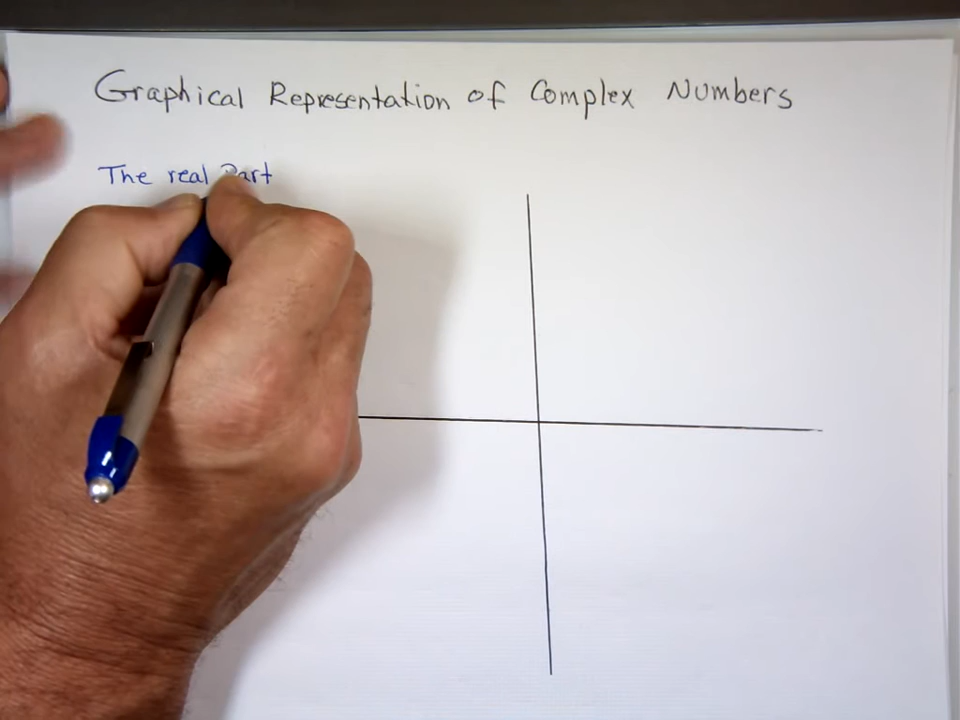 Graphical Representation of Complex Numbers
The real Part